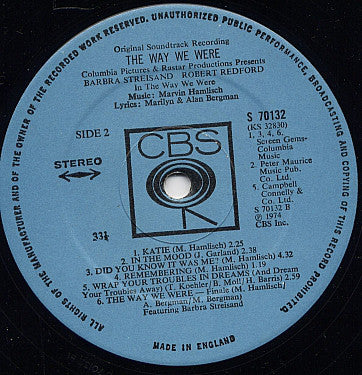 ALL RIGHTS OF THE MANUFACTURER AND OF THE OWNER OF THE RECORDED WORK RESERVED. UNAUTHORIZED PUBLIC PERFORMANCE, BROADCASTING AND COPYING OF THIS RECORD PROHIBITED.
Original Soundtrack Recording
THE WAY WE WERE
Columbia Pictures & Rastar Productions Presents
BARBRA STREISAND ROBERT REDFORD
In The Way We Were
Music: Marvin Hamlisch
Lyrics: Marilyn & Alan Bergman
SIDE 2
STEREO
33⅓
CBS
S 70132
(KS 32830)
1, 3, 4, 6.
Screen Gems-
Columbia
Music
2. Peter Maurice
Music Pub.
Co. Ltd.
5. Campbell
Connelly &
Co. Ltd.
S 70132 B
℗ 1974
CBS Inc.
1. KATIE (M. Hamlisch) 2.25
2. IN THE MOOD (J. Garland) 2.38
3. DID YOU KNOW IT WAS ME? (M. Hamlisch) 4.32
4. REMEMBERING (M. Hamlisch) 1.19
5. WRAP YOUR TROUBLES IN DREAMS (And Dream
Your Troubles Away) (T. Koehler/B. Moll/H. Barris) 2.59
6. THE WAY WE WERE — Finale (M. Hamlisch/
A. Bergman/M. Bergman)
Featuring Barbra Streisand
MADE IN ENGLAND